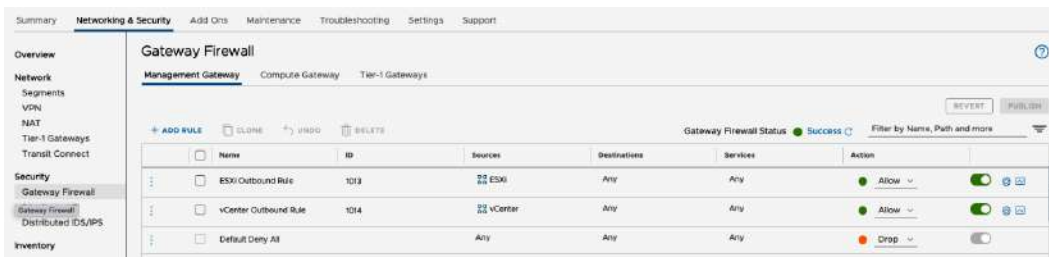 Summary Networking & Security Add Ons Maintenance Troubleshooting Settings Support
Overview
Network
Segments
VPN
NAT
Tier-1 Gateways
Transit Connect
Security
Gateway Firewall
Gateway Firewall
Distributed IDS/IPS
Inventory
Gateway Firewall
Management Gateway Compute Gateway Tier-1 Gateways
REVERT PUBLISH
+ ADD RULE CLONE UNDO DELETE Gateway Firewall Status Success Filter by Name, Path and more
Name ID Sources Destinations Services Action
ESXi Outbound Rule 1013 ESXi Any Any Allow
vCenter Outbound Rule 1014 vCenter Any Any Allow
Default Deny All Any Any Any Drop